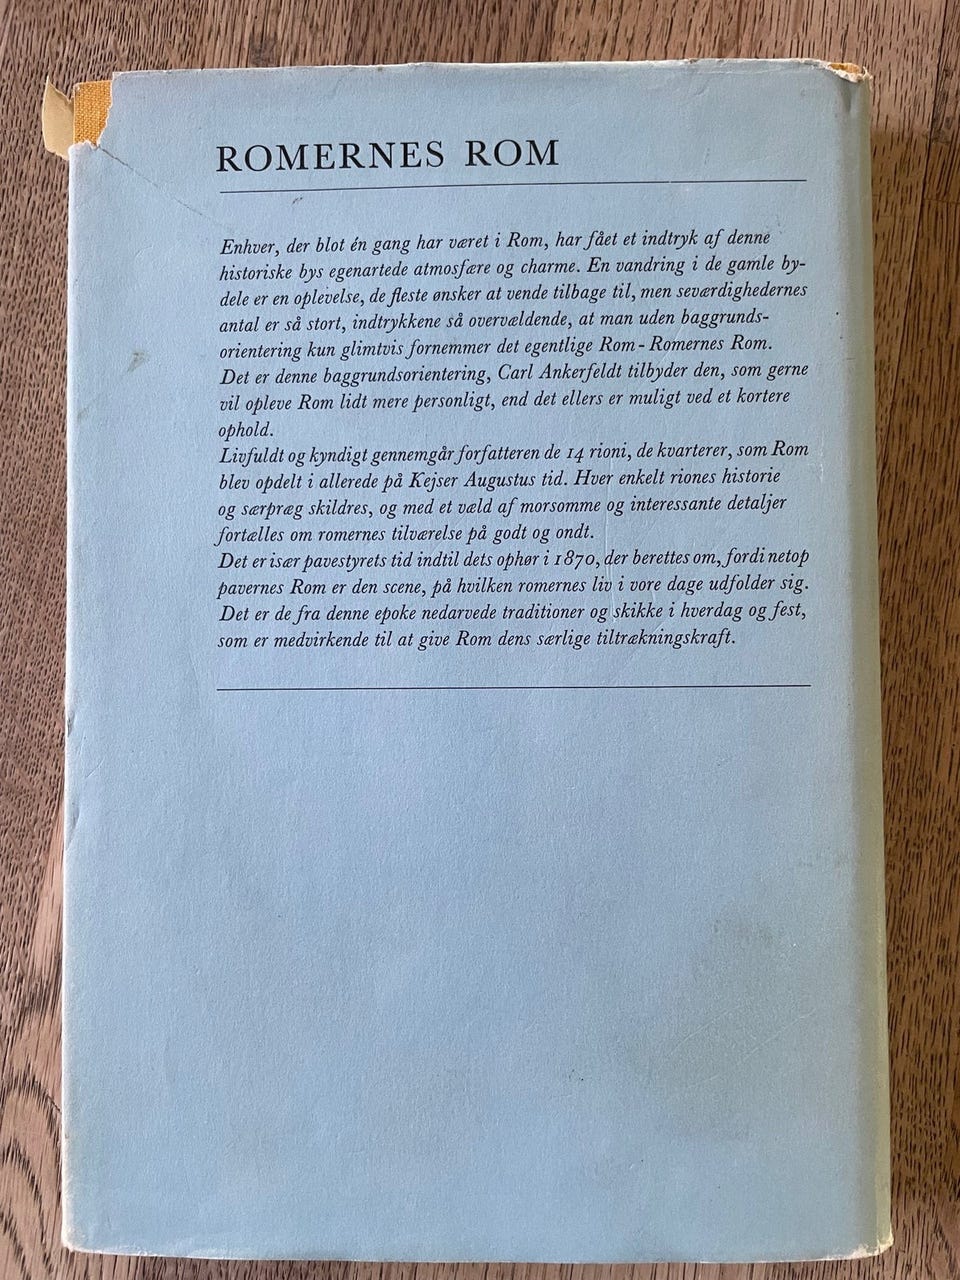 ROMERNES ROM
Enhver, der blot én gang har været i Rom, har fået et indtryk af denne
historiske bys egenartede atmosfære og charme. En vandring i de gamle by-
dele er en oplevelse, de fleste ønsker at vende tilbage til, men seværdighedernes
antal er så stort, indtrykkene så overvældende, at man uden baggrunds-
orientering kun glimtvis fornemmer det egentlige Rom - Romernes Rom.
Det er denne baggrundsorientering, Carl Ankerfeldt tilbyder den, som gerne
vil opleve Rom lidt mere personligt, end det ellers er muligt ved et kortere
ophold.
Livfuldt og kyndigt gennemgår forfatteren de 14 rioni, de kvarterer, som Rom
blev opdelt i allerede på Kejser Augustus tid. Hver enkelt riones historie
og særpræg skildres, og med et væld af morsomme og interessante detaljer
fortælles om romernes tilværelse på godt og ondt.
Det er især pavestyrets tid indtil dets ophør i 1870, der berettes om, fordi netop
pavernes Rom er den scene, på hvilken romernes liv i vore dage udfolder sig.
Det er de fra denne epoke nedarvede traditioner og skikke i hverdag og fest,
som er medvirkende til at give Rom dens særlige tiltrækningskraft.